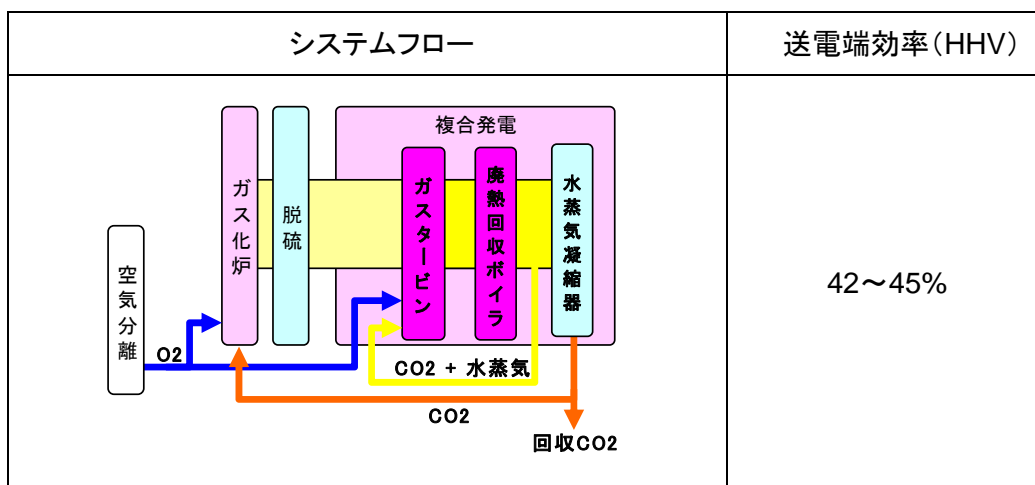 システムフロー
送電端効率(HHV)
複合発電
ガス化炉
脱硫
ガスタービン
廃熱回収ボイラ
水蒸気凝縮器
空気分離
42～45%
O2
CO2 + 水蒸気
CO2
回収CO2